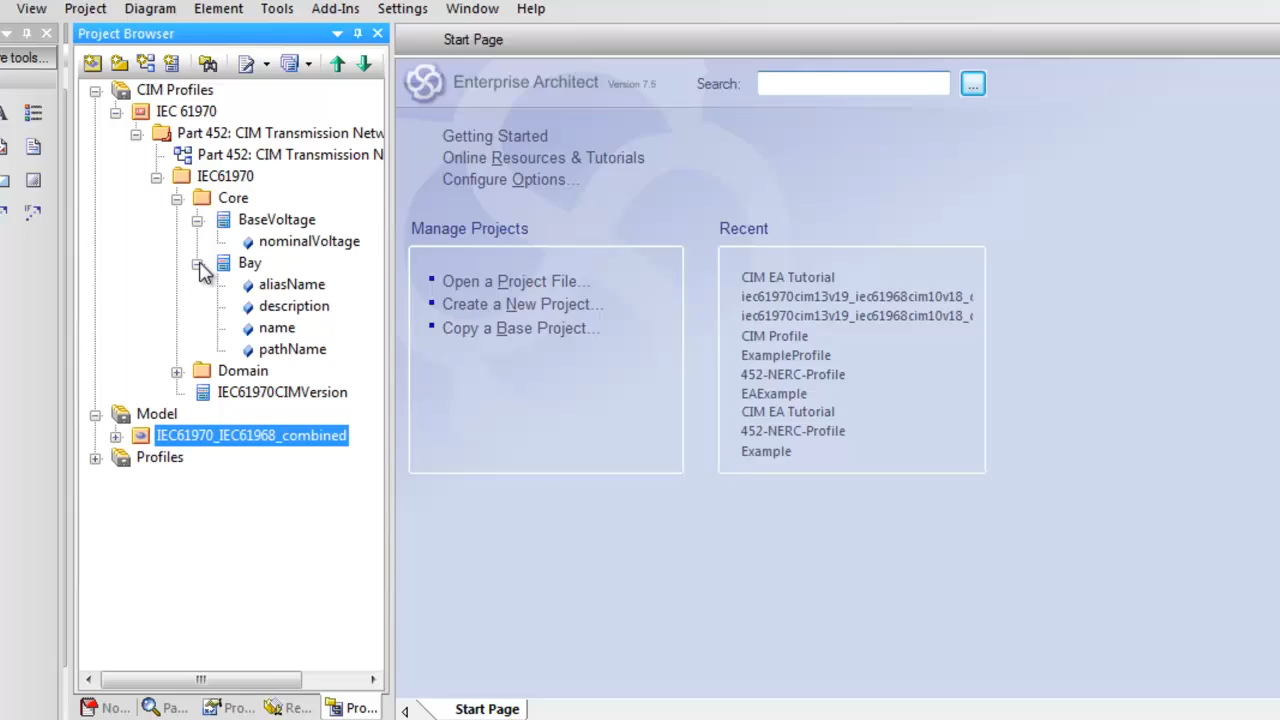 View Project Diagram Element Tools Add-Ins Settings Window Help
e tools...
Project Browser
CIM Profiles
IEC 61970
Part 452: CIM Transmission Netw
Part 452: CIM Transmission N
IEC61970
Core
BaseVoltage
nominalVoltage
Bay
aliasName
description
name
pathName
Domain
IEC61970CIMVersion
Model
IEC61970_IEC61968_combined
Profiles
No... Pa... Pro... Re... Pro...
Start Page
Enterprise Architect Version 7.5 Search: ...
Getting Started
Online Resources & Tutorials
Configure Options...
Manage Projects
Open a Project File...
Create a New Project...
Copy a Base Project...
Recent
CIM EA Tutorial
iec61970cim13v19_iec61968cim10v18_c
iec61970cim13v19_iec61968cim10v18_c
CIM Profile
ExampleProfile
452-NERC-Profile
EAExample
CIM EA Tutorial
452-NERC-Profile
Example
Start Page